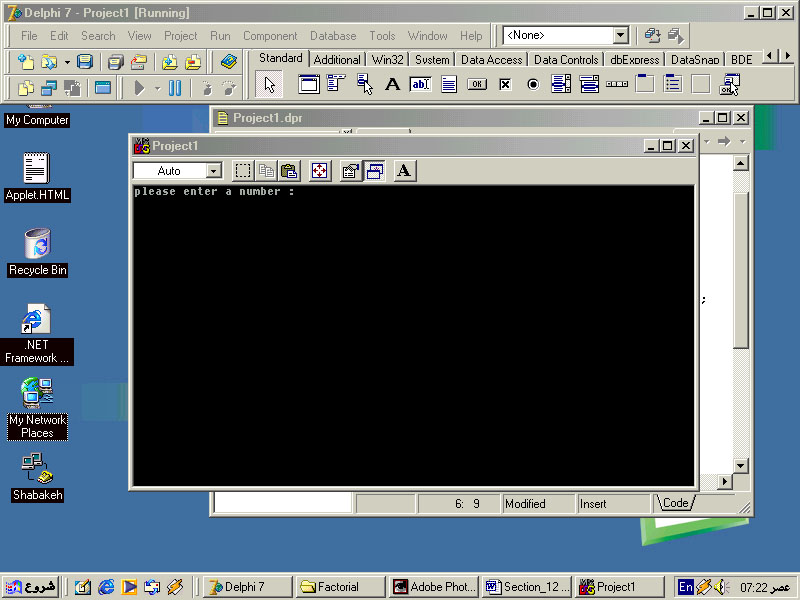 Delphi 7 - Project1 [Running]
File Edit Search View Project Run Component Database Tools Window Help
<None>
Standard Additional Win32 System Data Access Data Controls dbExpress DataSnap BDE
A ab OK
My Computer
Applet.HTML
Recycle Bin
.NET
Framework ...
My Network
Places
Shabakeh
Project1.dpr
Project1
Auto
A
please enter a number :
;
6: 9 Modified Insert Code
شروع
Delphi 7 Factorial Adobe Phot... Section_12 ... Project1
En 07:22 عصر